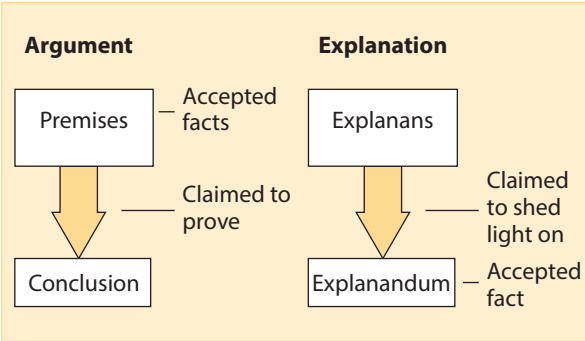 Argument
Premises
Accepted
facts
Claimed to
prove
Conclusion
Explanation
Explanans
Claimed
to shed
light on
Explanandum
Accepted
fact